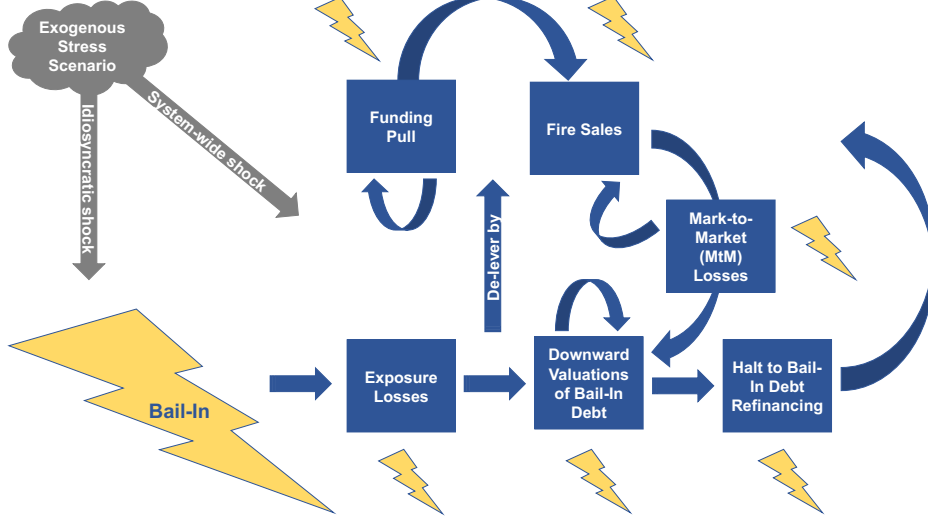 Exogenous
Stress
Scenario
Idiosyncratic shock
System-wide shock
Funding
Pull
Fire Sales
De-lever by
Mark-to-
Market
(MtM)
Losses
Bail-In
Exposure
Losses
Downward
Valuations
of Bail-In
Debt
Halt to Bail-
In Debt
Refinancing